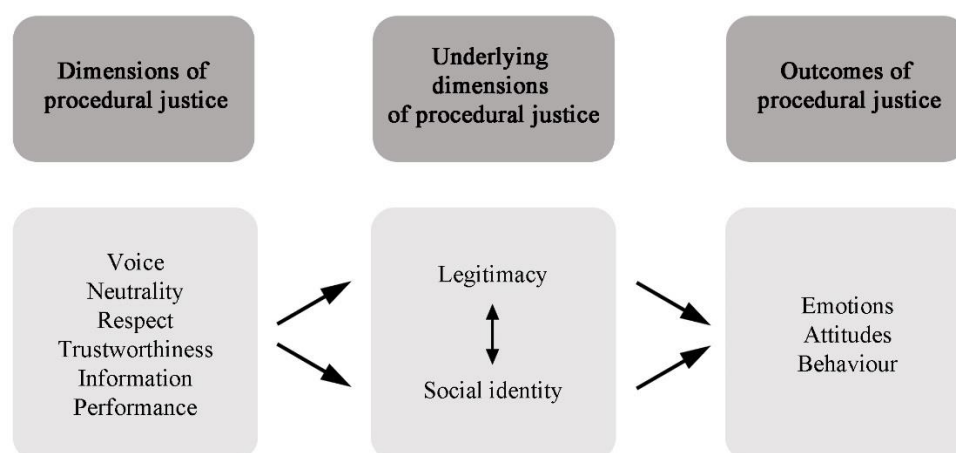 Dimensions of
procedural justice
Underlying
dimensions
of procedural justice
Outcomes of
procedural justice
Voice
Neutrality
Respect
Trustworthiness
Information
Performance
Legitimacy
Social identity
Emotions
Attitudes
Behaviour